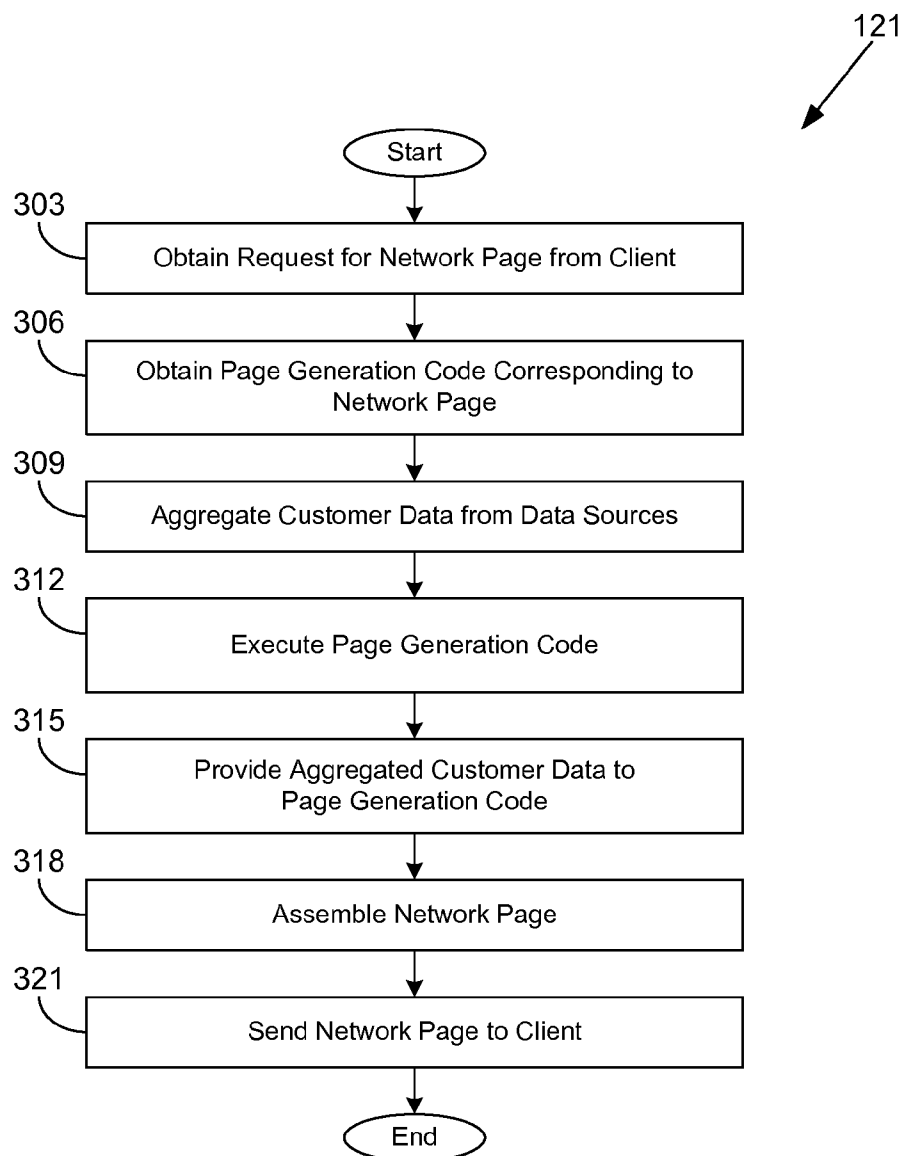 121
Start
303
Obtain Request for Network Page from Client
306
Obtain Page Generation Code Corresponding to
Network Page
309
Aggregate Customer Data from Data Sources
312
Execute Page Generation Code
315
Provide Aggregated Customer Data to
Page Generation Code
318
Assemble Network Page
321
Send Network Page to Client
End